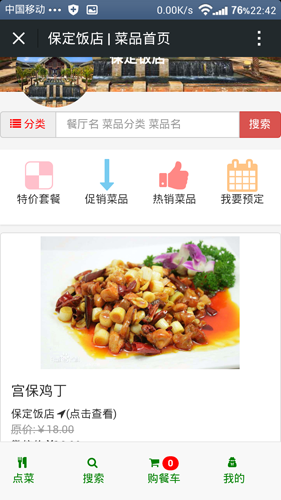 中国移动 0.00K/s 76% 22:42
保定饭店 | 菜品首页
保定饭店
分类 餐厅名 菜品分类 菜品名 搜索
特价套餐 促销菜品 热销菜品 我要预定
宫保鸡丁
保定饭店 (点击查看)
原价:￥18.00
0
点菜 搜索 购餐车 我的